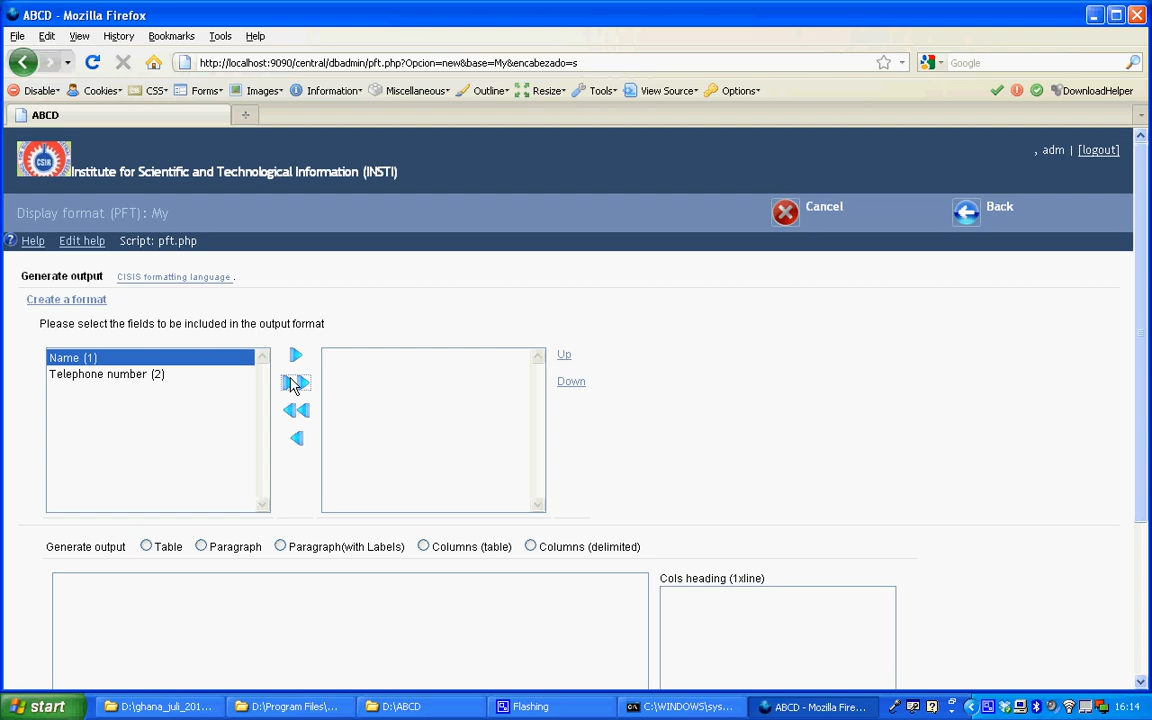 ABCD - Mozilla Firefox
File Edit View History Bookmarks Tools Help
http://localhost:9090/central/dbadmin/pft.php?Opcion=new&base=My&encabezado=s
Google
Disable Cookies CSS Forms Images Information Miscellaneous Outline Resize Tools View Source Options DownloadHelper
ABCD
CSIR
Institute for Scientific and Technological Information (INSTI)
, adm | [logout]
Display format (PFT): My
Cancel
Back
Help Edit help Script: pft.php
Generate output CISIS formatting language .
Create a format
Please select the fields to be included in the output format
Name (1)
Telephone number (2)
Up
Down
Generate output Table Paragraph Paragraph(with Labels) Columns (table) Columns (delimited)
Cols heading (1xline)
start D:\ghana_juli_201... D:\Program Files\... D:\ABCD Flashing C:\WINDOWS\sys... ABCD - Mozilla Fire... 16:14